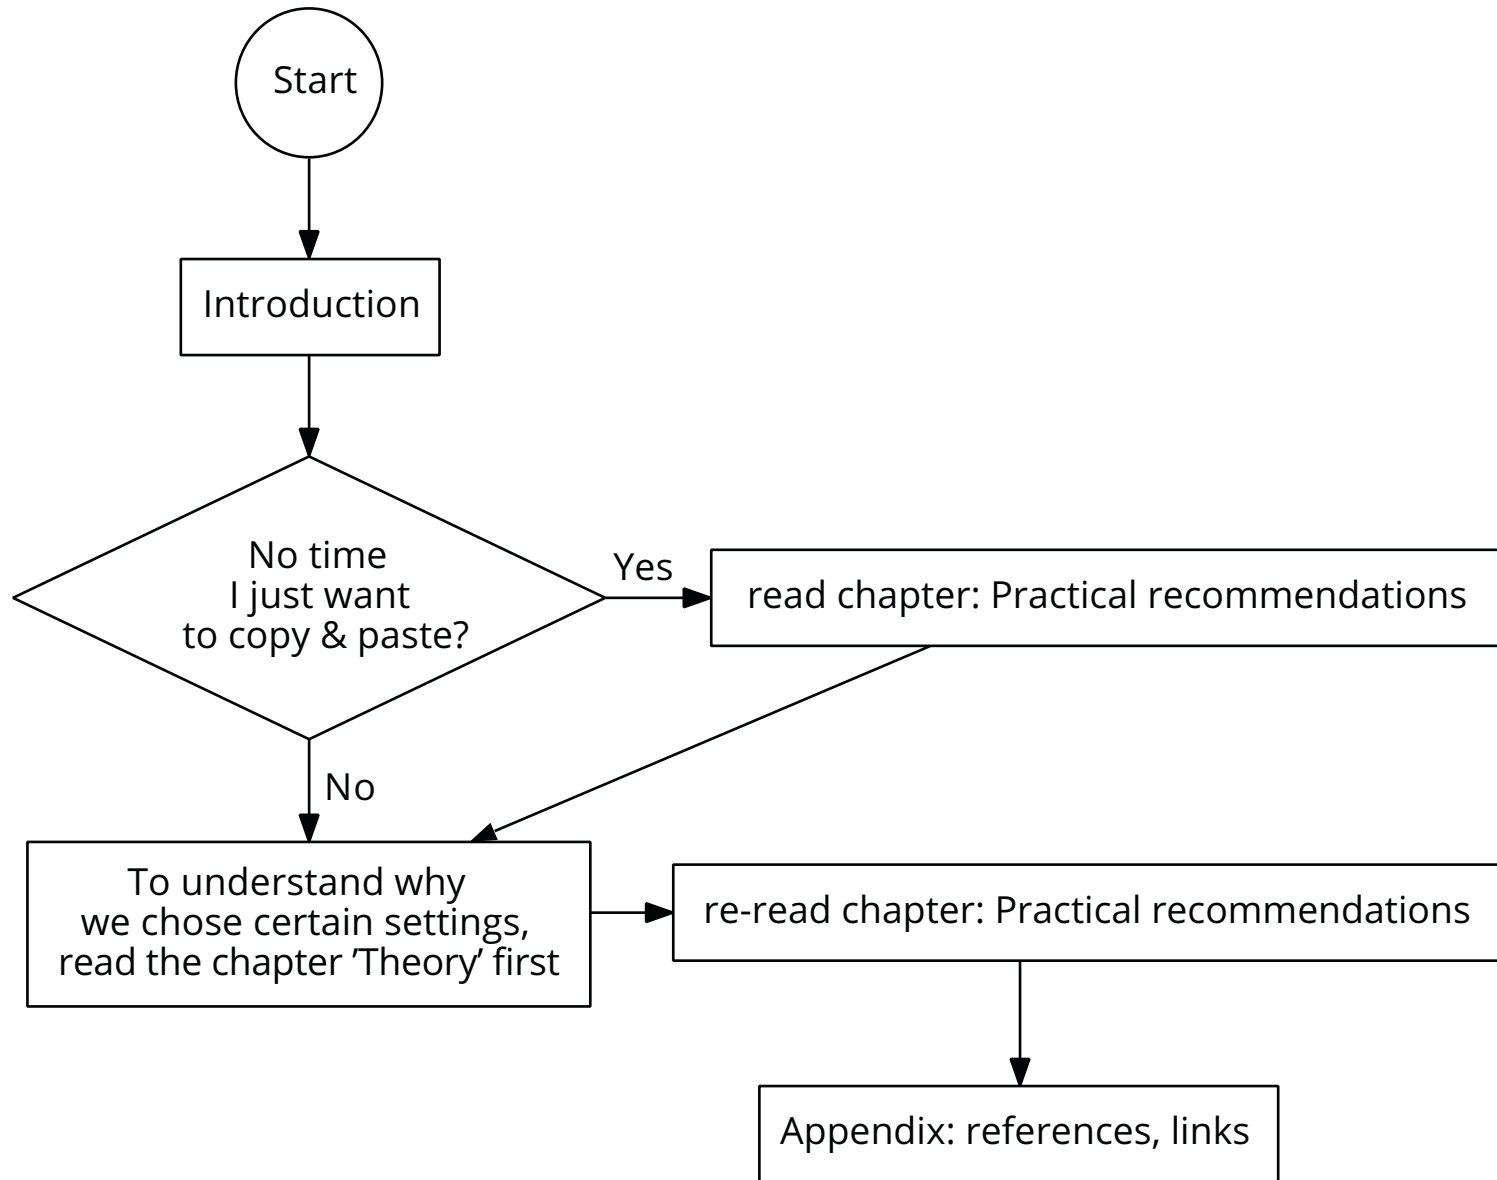 Start
Introduction
No time
I just want
to copy & paste?
Yes
read chapter: Practical recommendations
No
To understand why
we chose certain settings,
read the chapter ’Theory’ first
re-read chapter: Practical recommendations
Appendix: references, links